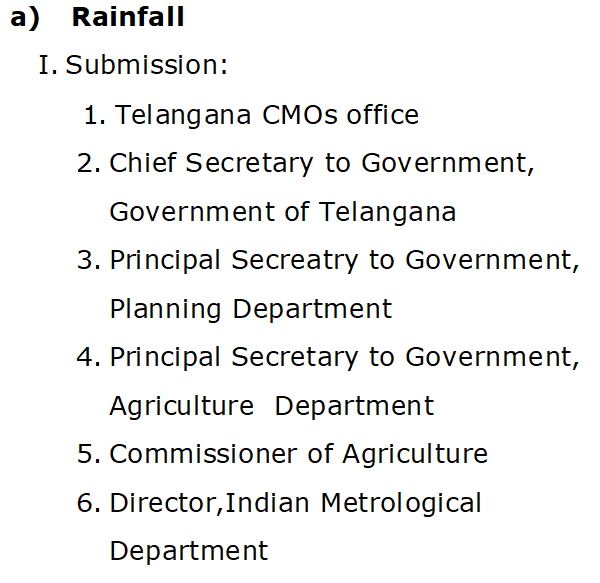 a) Rainfall
I. Submission:
1. Telangana CMOs office
2. Chief Secretary to Government,
Government of Telangana
3. Principal Secreatry to Government,
Planning Department
4. Principal Secretary to Government,
Agriculture  Department
5. Commissioner of Agriculture
6. Director,Indian Metrological
Department